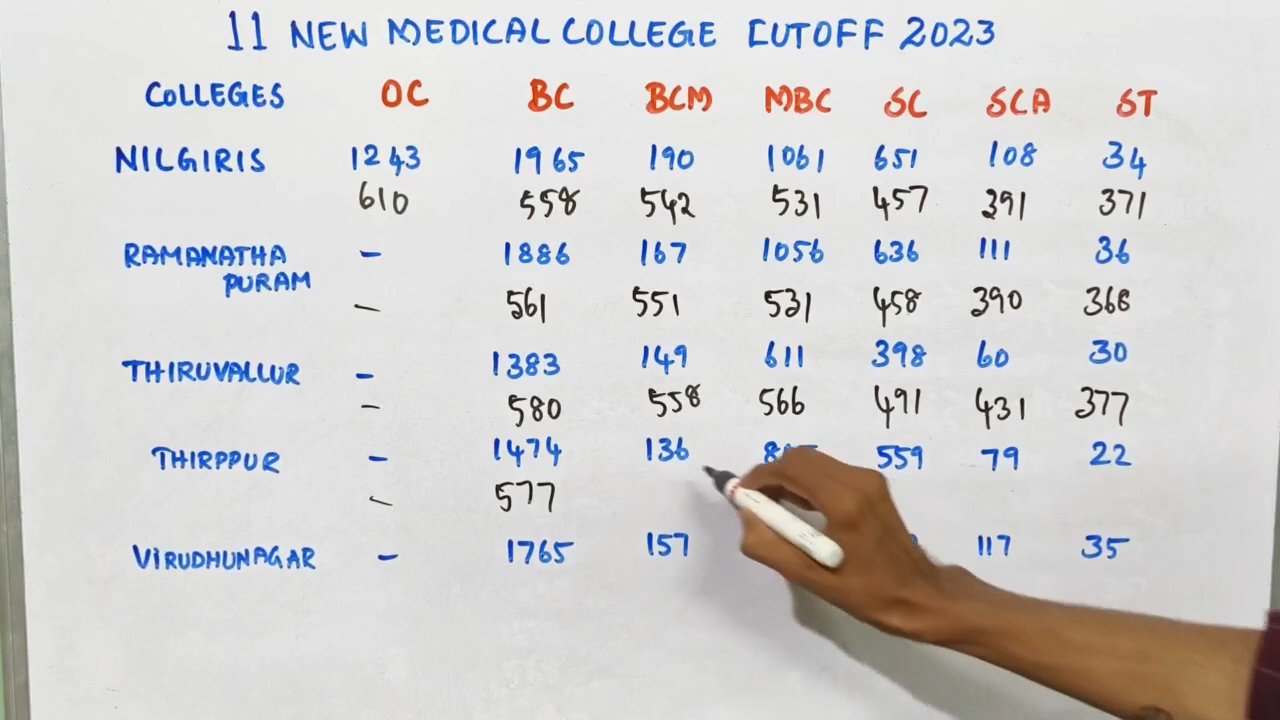 11 NEW MEDICAL COLLEGE CUTOFF 2023
COLLEGES OC BC BCM MBC SC SCA ST
NILGIRIS 1243 1965 190 1061 651 108 34
610 558 542 531 457 391 371
RAMANATHA - 1886 167 1056 636 111 36
PURAM
- 561 551 531 458 390 368
THIRUVALLUR - 1383 149 611 398 60 30
- 580 558 566 491 431 377
THIRPPUR - 1474 136 559 79 22
- 577
VIRUDHUNAGAR - 1765 157 117 35